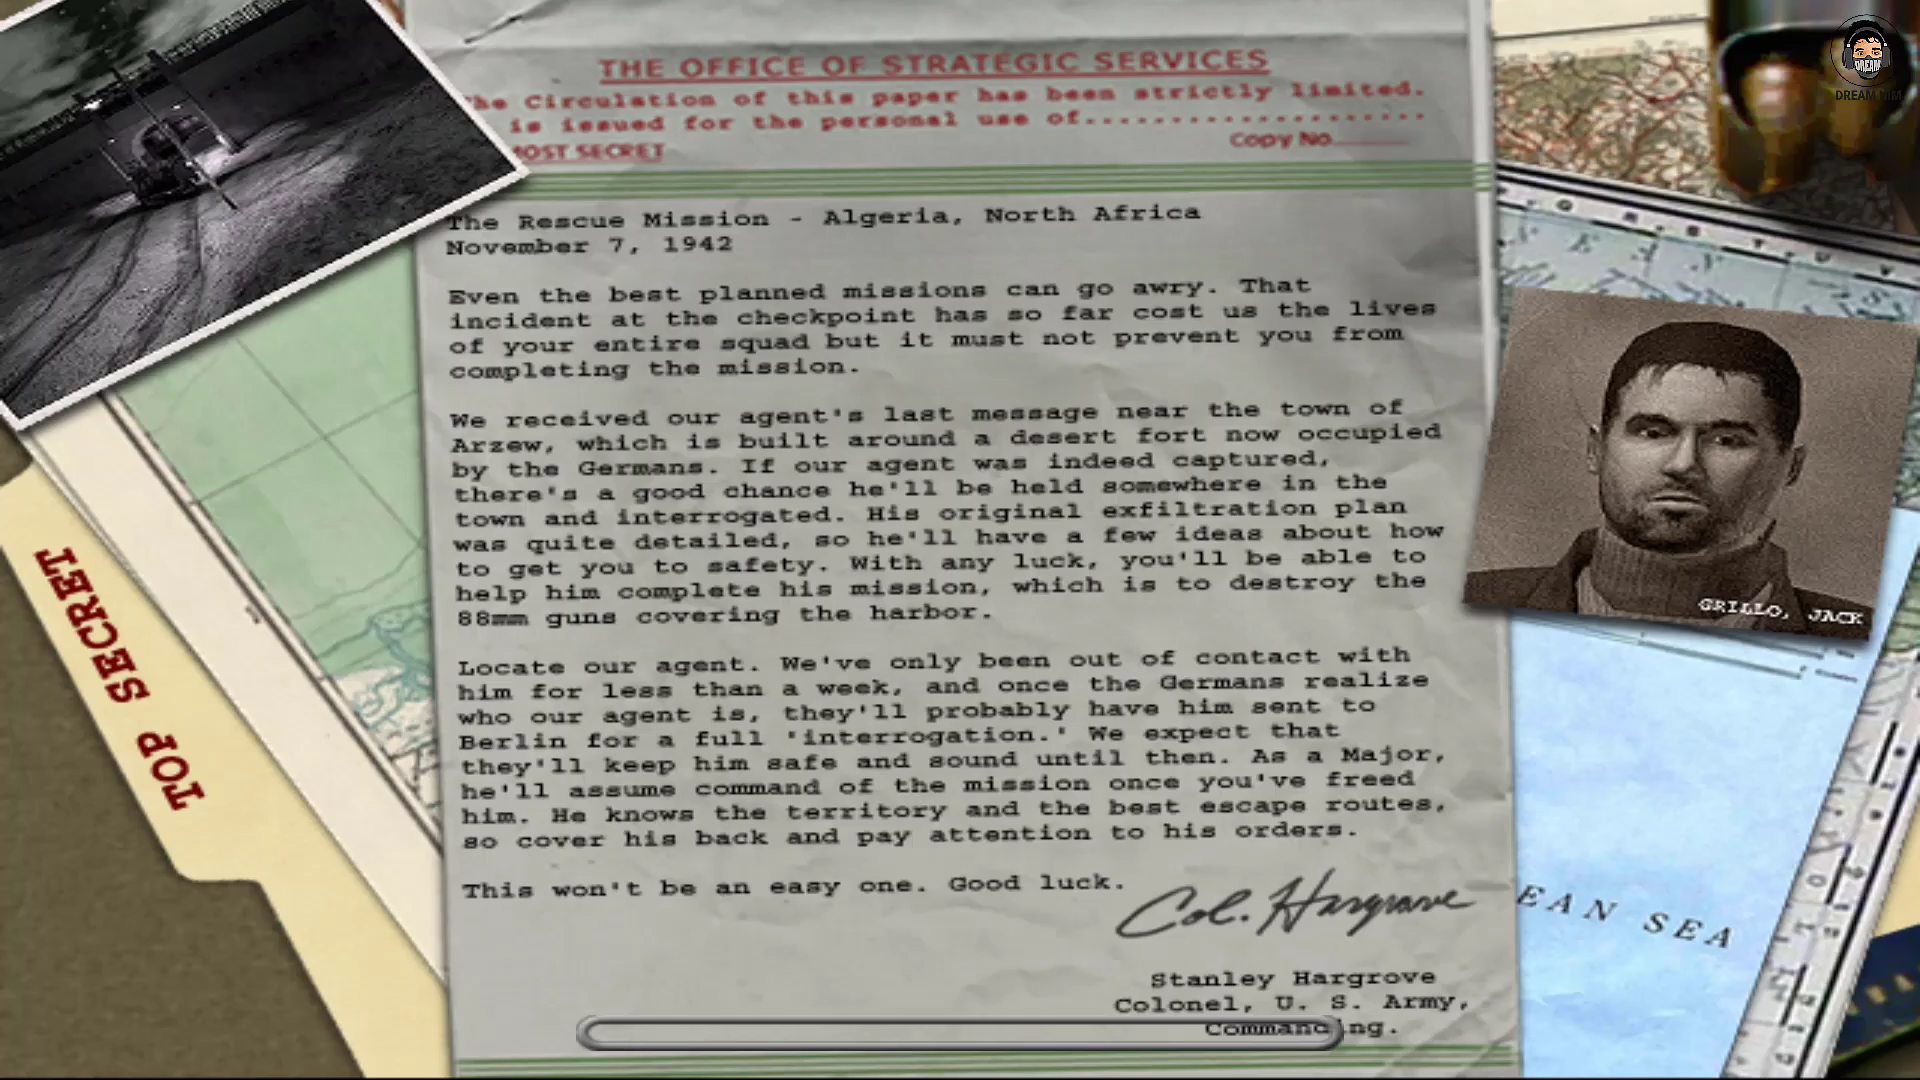 THE OFFICE OF STRATEGIC SERVICES
The Circulation of this paper has been strictly limited.
is issued for the personal use of.....................
MOST SECRET
Copy No.
The Rescue Mission - Algeria, North Africa
November 7, 1942
Even the best planned missions can go awry. That
incident at the checkpoint has so far cost us the lives
of your entire squad but it must not prevent you from
completing the mission.
We received our agent's last message near the town of
Arzew, which is built around a desert fort now occupied
by the Germans. If our agent was indeed captured,
there's a good chance he'll be held somewhere in the
town and interrogated. His original exfiltration plan
was quite detailed, so he'll have a few ideas about how
to get you to safety. With any luck, you'll be able to
help him complete his mission, which is to destroy the
88mm guns covering the harbor.
Locate our agent. We've only been out of contact with
him for less than a week, and once the Germans realize
who our agent is, they'll probably have him sent to
Berlin for a full 'interrogation.' We expect that
they'll keep him safe and sound until then. As a Major,
he'll assume command of the mission once you've freed
him. He knows the territory and the best escape routes,
so cover his back and pay attention to his orders.
This won't be an easy one. Good luck.
Col. Hargrove
Stanley Hargrove
Colonel, U. S. Army,
Commanding.
TOP SECRET
GRILLO, JACK
EAN SEA
DREAM